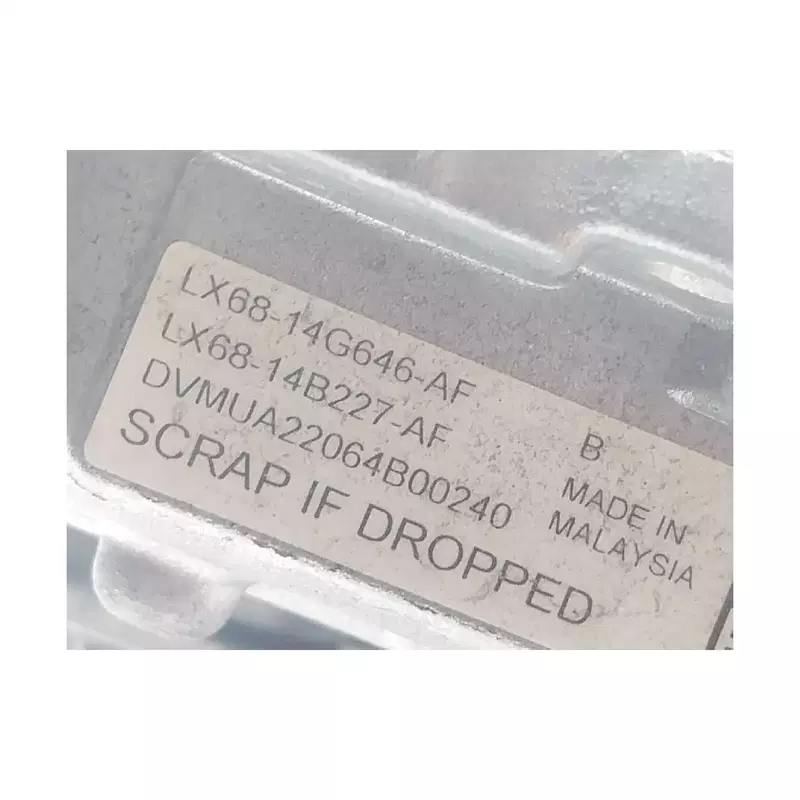 LX68-14G646-AF
LX68-14B227-AF
DVMUA22064B00240
SCRAP IF DROPPED
B
MADE IN
MALAYSIA